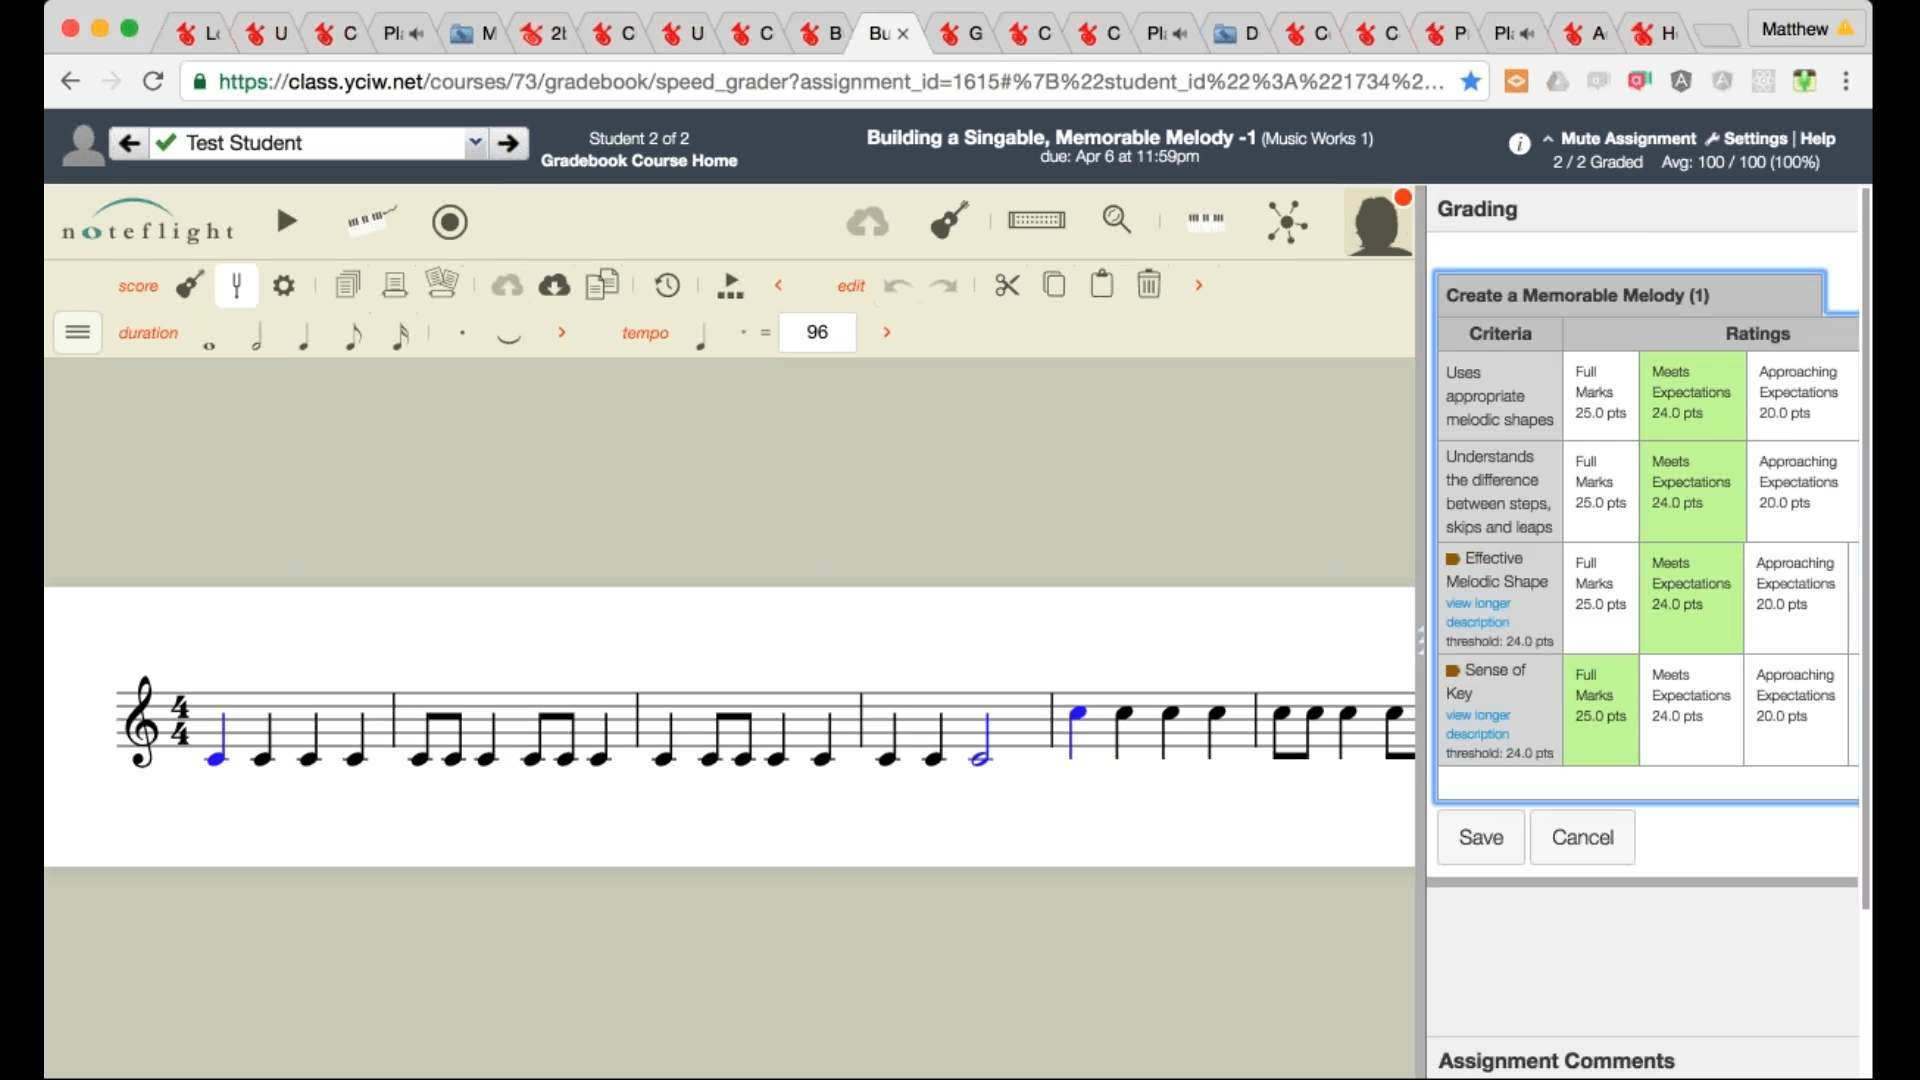 Lo
U
C
Pla
M
2b
C
U
C
B
Bu
G
C
C
Pla
D
C
C
P
Pla
A
H
Matthew
https://class.yciw.net/courses/73/gradebook/speed_grader?assignment_id=1615#%7B%22student_id%22%3A%221734%2...
Test Student
Student 2 of 2
Gradebook Course Home
Building a Singable, Memorable Melody -1 (Music Works 1)
due: Apr 6 at 11:59pm
Mute Assignment Settings | Help
2 / 2 Graded Avg: 100 / 100 (100%)
noteflight
score
edit
duration
tempo
= 96
Grading
Create a Memorable Melody (1)
Criteria
Ratings
Uses
appropriate
melodic shapes
Full
Marks
25.0 pts
Meets
Expectations
24.0 pts
Approaching
Expectations
20.0 pts
Understands
the difference
between steps,
skips and leaps
Full
Marks
25.0 pts
Meets
Expectations
24.0 pts
Approaching
Expectations
20.0 pts
Effective
Melodic Shape
view longer
description
threshold: 24.0 pts
Full
Marks
25.0 pts
Meets
Expectations
24.0 pts
Approaching
Expectations
20.0 pts
Sense of
Key
view longer
description
threshold: 24.0 pts
Full
Marks
25.0 pts
Meets
Expectations
24.0 pts
Approaching
Expectations
20.0 pts
4
4
Save
Cancel
Assignment Comments